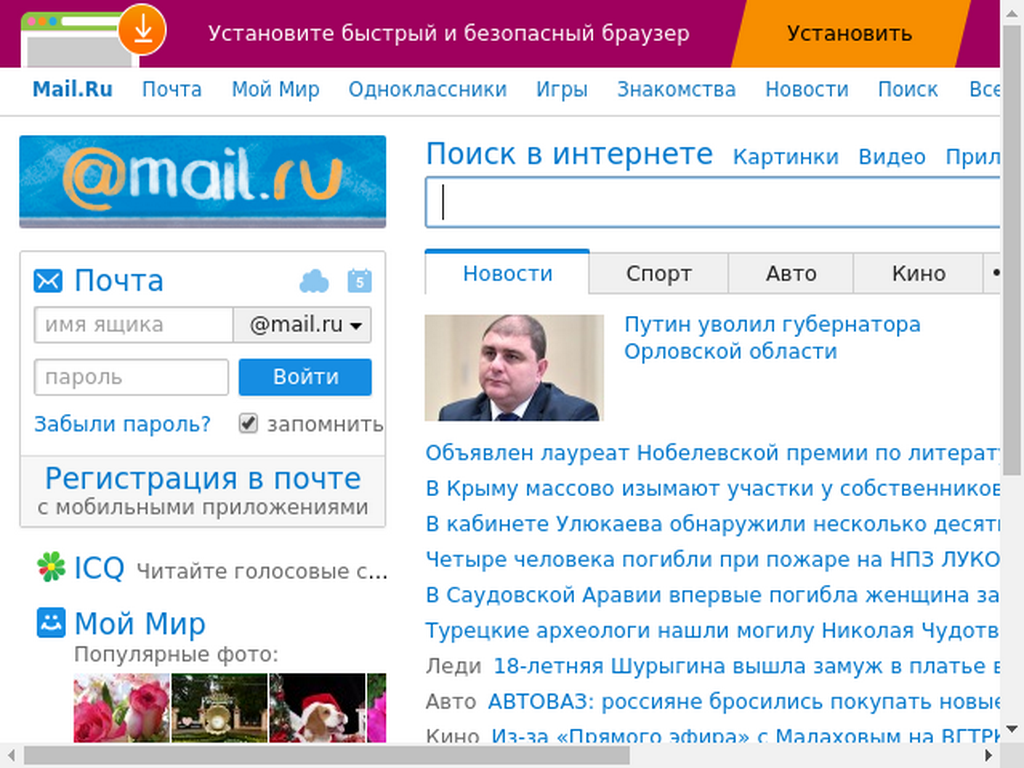 Установите быстрый и безопасный браузер
Установить
Mail.Ru Почта Мой Мир Одноклассники Игры Знакомства Новости Поиск Все
@mail.ru
Поиск в интернете Картинки Видео Прил
Почта
5
имя ящика @mail.ru
пароль Войти
Забыли пароль? запомнить
Регистрация в почте
с мобильными приложениями
ICQ Читайте голосовые с...
Мой Мир
Популярные фото:
Новости Спорт Авто Кино
Путин уволил губернатора
Орловской области
Объявлен лауреат Нобелевской премии по литерат
В Крыму массово изымают участки у собственников
В кабинете Улюкаева обнаружили несколько десят
Четыре человека погибли при пожаре на НПЗ ЛУКО
В Саудовской Аравии впервые погибла женщина за
Турецкие археологи нашли могилу Николая Чудотв
Леди 18-летняя Шурыгина вышла замуж в платье в
Авто АВТОВАЗ: россияне бросились покупать новые
Кино Из-за «Прямого эфира» с Малаховым на ВГТРК